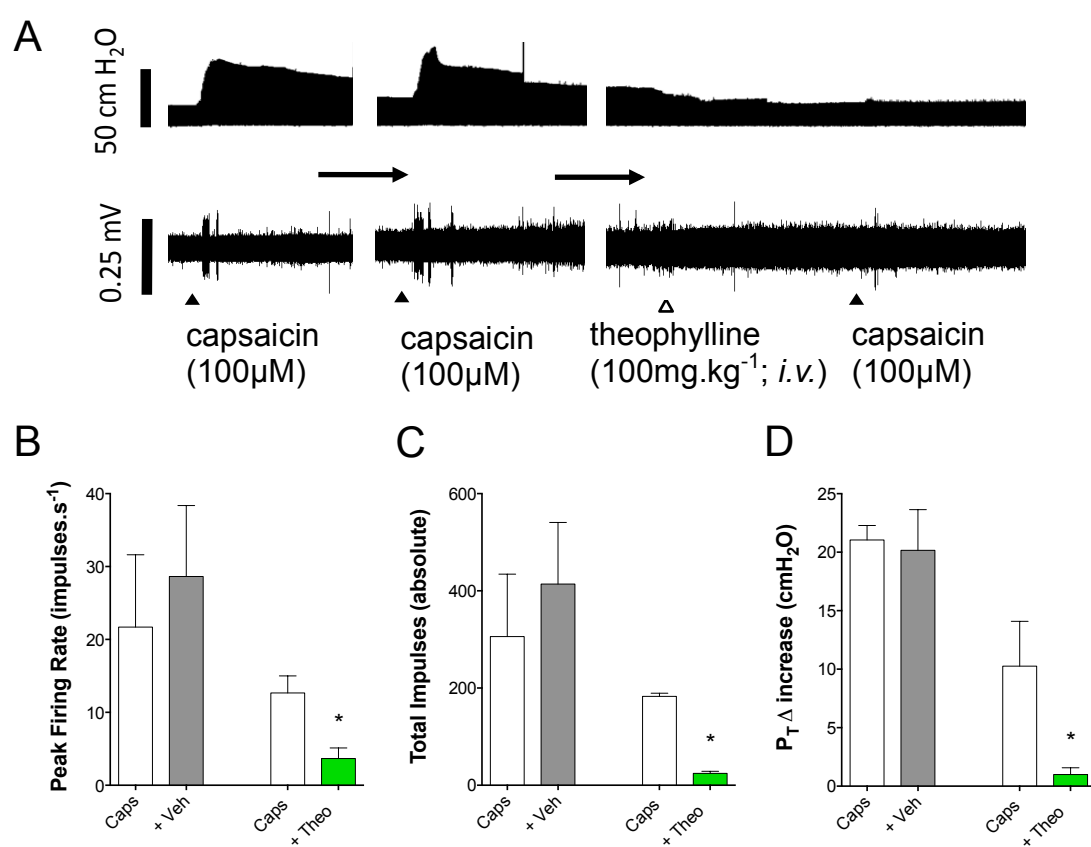 A
50 cm H2O
0.25 mV
capsaicin
(100µM)
capsaicin
(100µM)
theophylline
(100mg.kg-1; i.v.)
capsaicin
(100µM)
B
Peak Firing Rate (impulses.s-1)
40
30
20
10
0
Caps
+ Veh
Caps
+ Theo
*
C
Total Impulses (absolute)
600
400
200
0
Caps
+ Veh
Caps
+ Theo
*
D
PT Δ increase (cmH2O)
25
20
15
10
5
0
Caps
+ Veh
Caps
+ Theo
*